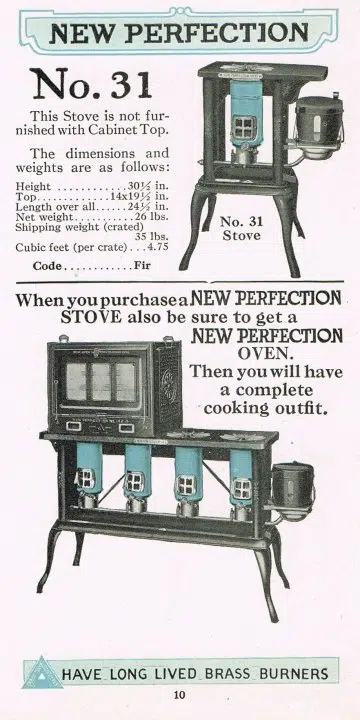 NEW PERFECTION
No. 31
This Stove is not fur-
nished with Cabinet Top.
The dimensions and
weights are as follows:
Height ............30½ in.
Top.............14x19½ in.
Length over all......24½ in.
Net weight...........26 lbs.
Shipping weight (crated)
35 lbs.
Cubic feet (per crate)...4.75
Code............Fir
No. 31
Stove
When you purchase a NEW PERFECTION
STOVE also be sure to get a
NEW PERFECTION
OVEN.
Then you will have
a complete
cooking outfit.
HAVE LONG LIVED BRASS BURNERS
10